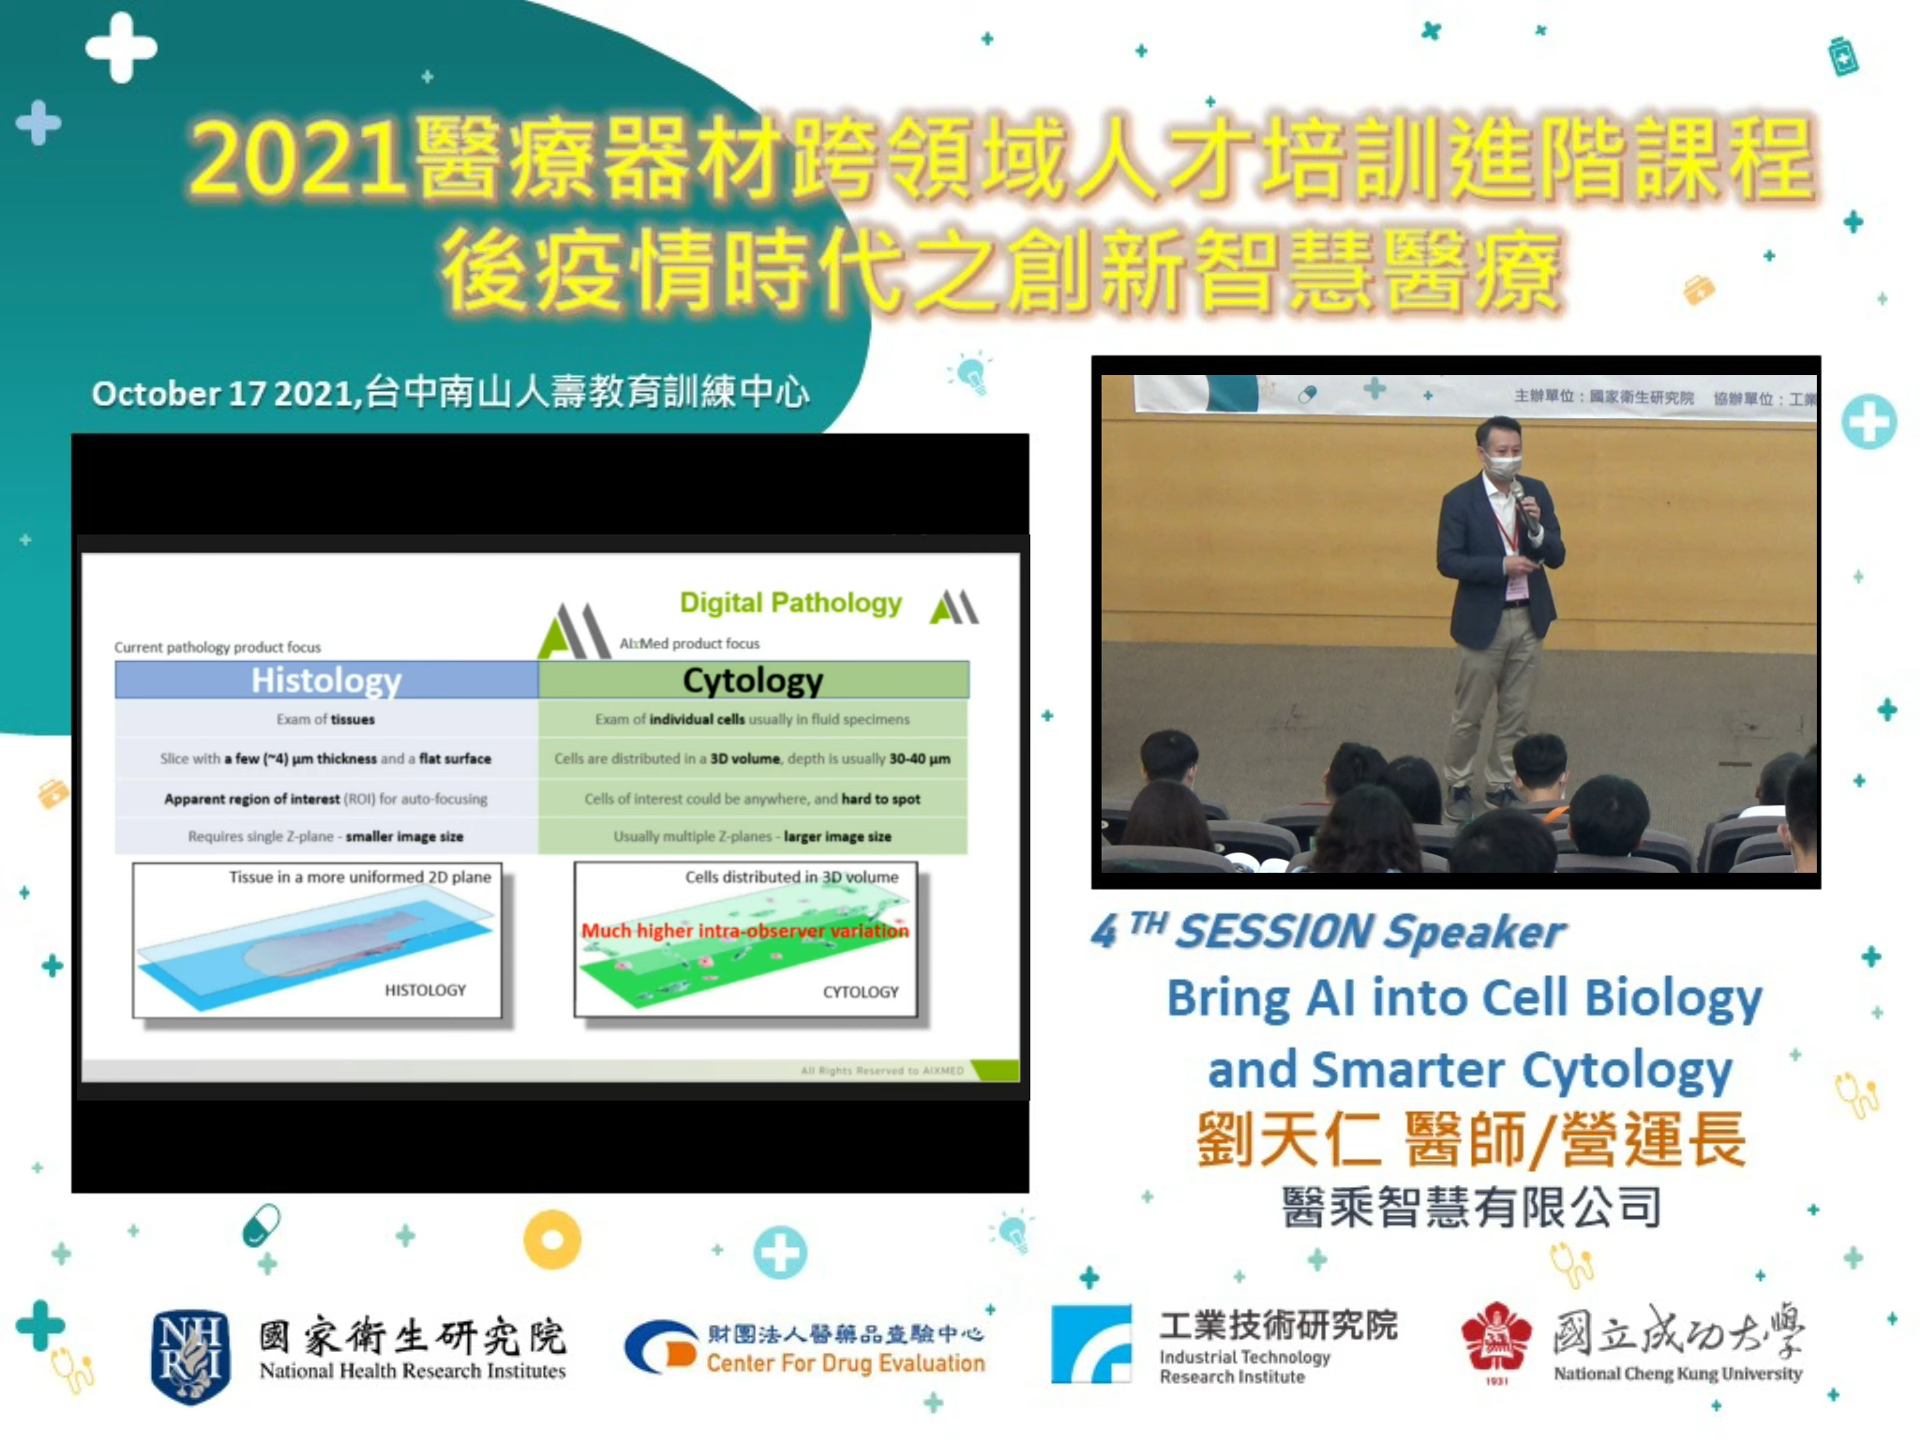 2021醫療器材跨領域人才培訓進階課程
後疫情時代之創新智慧醫療
October 17 2021,台中南山人壽教育訓練中心
Digital Pathology
Current pathology product focus
AIxMed product focus
Histology
Cytology
Exam of tissues
Exam of individual cells usually in fluid specimens
Slice with a few (~4) µm thickness and a flat surface
Cells are distributed in a 3D volume, depth is usually 30-40 µm
Apparent region of interest (ROI) for auto-focusing
Cells of interest could be anywhere, and hard to spot
Requires single Z-plane - smaller image size
Usually multiple Z-planes - larger image size
Tissue in a more uniformed 2D plane
HISTOLOGY
Cells distributed in 3D volume
Much higher intra-observer variation
CYTOLOGY
All Rights Reserved to AIXMED
主辦單位：國家衛生研究院 協辦單位：工業
4 TH SESSION Speaker
Bring AI into Cell Biology
and Smarter Cytology
劉天仁 醫師/營運長
醫乘智慧有限公司
NHRI
國家衛生研究院
National Health Research Institutes
財團法人醫藥品查驗中心
Center For Drug Evaluation
工業技術研究院
Industrial Technology
Research Institute
1931
國立成功大學
National Cheng Kung University